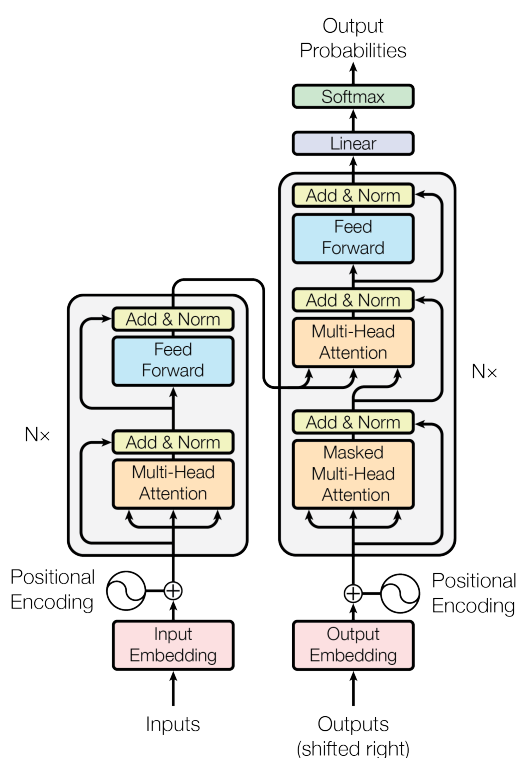 Output
Probabilities
Softmax
Linear
Add & Norm
Feed
Forward
Add & Norm
Multi-Head
Attention
Add & Norm
Masked
Multi-Head
Attention
N×
Positional
Encoding
Output
Embedding
Outputs
(shifted right)
Add & Norm
Feed
Forward
Add & Norm
Multi-Head
Attention
N×
Positional
Encoding
Input
Embedding
Inputs